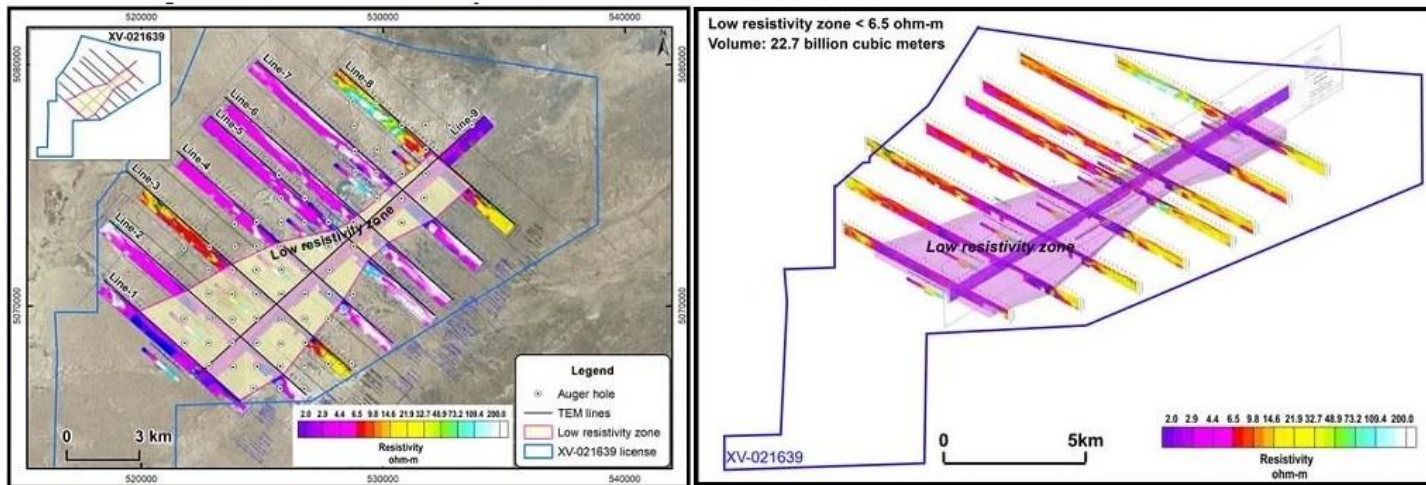 520000
530000
540000
XV-021639
N
5080000
5080000
5070000
5070000
Line-7
Line-8
Line-6
Line-5
Line-9
Line-4
Line-3
Line-2
Line-1
Low resistivity zone
Legend
Auger hole
TEM lines
Low resistivity zone
XV-021639 license
2.0 2.9 4.4 6.5 9.8 14.6 21.9 32.7 48.9 73.2 109.4 200.0
Resistivity
ohm-m
0 3 km
520000
530000
540000
Low resistivity zone < 6.5 ohm-m
Volume: 22.7 billion cubic meters
Low resistivity zone
2.0 2.9 4.4 6.5 9.8 14.6 21.9 32.7 48.9 73.2 109.4 200.0
Resistivity
ohm-m
0 5km
XV-021639